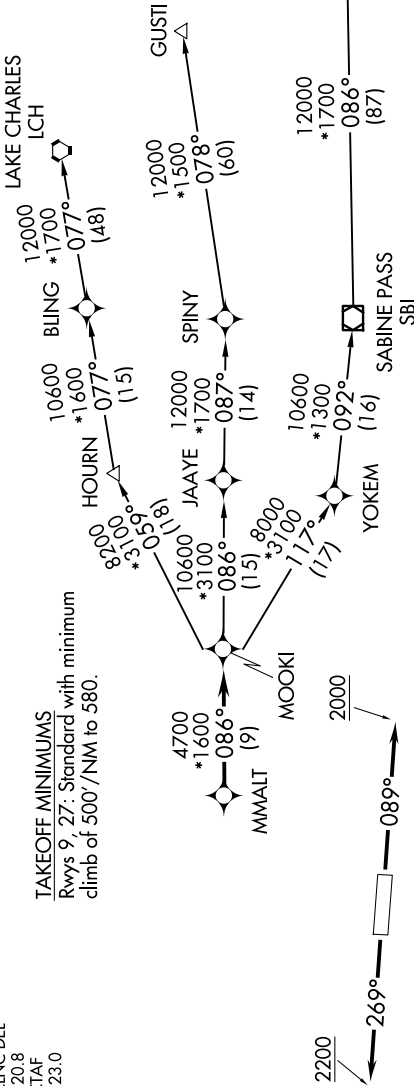 LENC DEL
20.8
CTAF
23.0
TAKEOFF MINIMUMS
Rwys 9, 27: Standard with minimum
climb of 500'/NM to 580.
LAKE CHARLES
LCH
12000
*1700
077°
(48)
BLING
10600
*1600
077°
(15)
HOURN
8200
*3100
059°
(18)
GUSTI
12000
*1500
078°
(60)
SPINY
12000
*1700
087°
(14)
JAAYE
10600
*3100
086°
(15)
MOOKI
4700
*1600
086°
(9)
MMALT
8000
*3100
117°
(17)
YOKEM
10600
*1300
092°
(16)
SABINE PASS
SBI
12000
*1700
086°
(87)
2200
269°
089°
2000